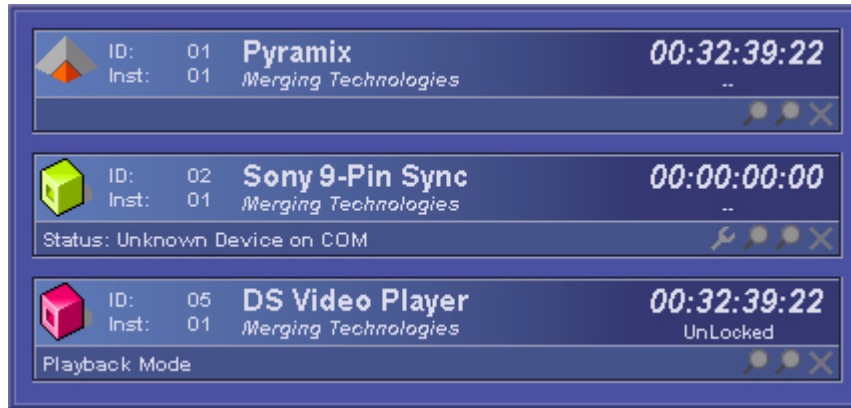 ID: 01 Pyramix 00:32:39:22
Inst: 01 Merging Technologies --
ID: 02 Sony 9-Pin Sync 00:00:00:00
Inst: 01 Merging Technologies --
Status: Unknown Device on COM
ID: 05 DS Video Player 00:32:39:22
Inst: 01 Merging Technologies UnLocked
Playback Mode